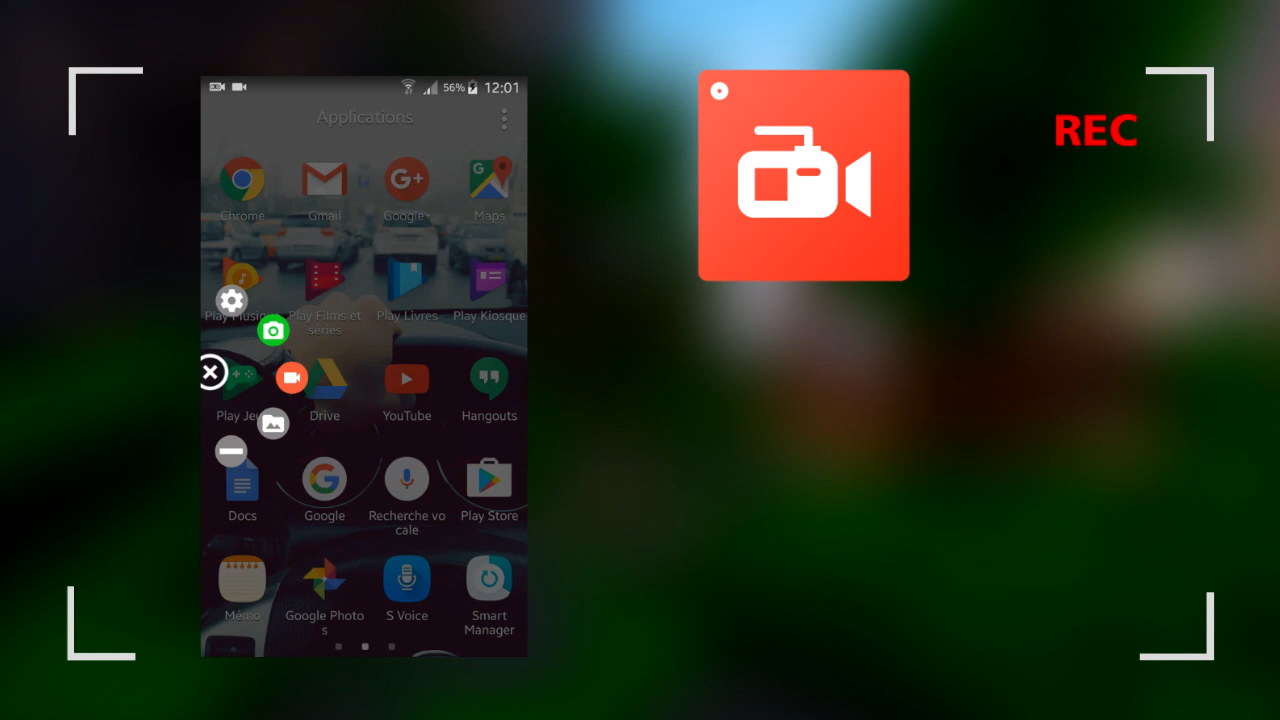 56% 12:01
Applications
REC
Chrome Gmail Google+ Maps
Play Musique Play Films et Play Livres Play Kiosque
séries
Play Drive YouTube Hangouts
Docs Google Recherche vo Play Store
cale
Mémo Google Photo S Voice Smart
s Manager